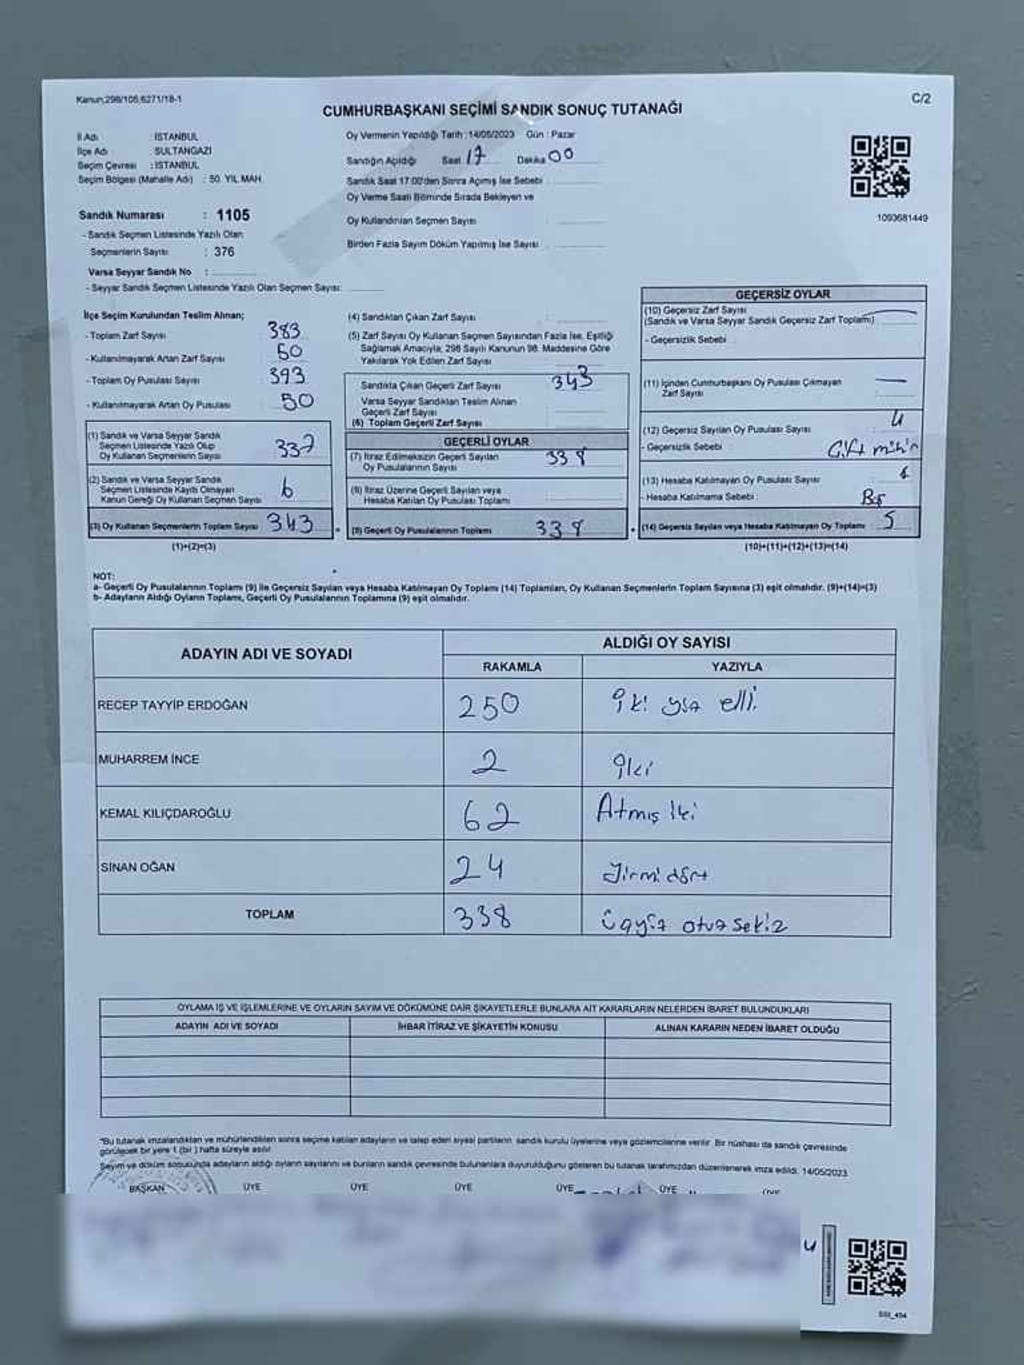 Kanun;298/105;6271/18-1
C/2
CUMHURBAŞKANI SEÇİMİ SANDIK SONUÇ TUTANAĞI
İl Adı : İSTANBUL
İlçe Adı : SULTANGAZİ
Seçim Çevresi : İSTANBUL
Seçim Bölgesi (Mahalle Adı) : 50. YIL MAH.
Sandık Numarası : 1105
- Sandık Seçmen Listesinde Yazılı Olan
Seçmenlerin Sayısı : 376
Varsa Seyyar Sandık No :
- Seyyar Sandık Seçmen Listesinde Yazılı Olan Seçmen Sayısı:
Oy Vermenin Yapıldığı Tarih : 14/05/2023 Gün : Pazar
Sandığın Açıldığı Saat 17 Dakika 00
Sandık Saat 17:00'den Sonra Açılmış İse Sebebi
Oy Verme Saati Bitiminde Sırada Bekleyen ve
Oy Kullandırılan Seçmen Sayısı :
Birden Fazla Sayım Döküm Yapılmış İse Sayısı :
1093681449
İlçe Seçim Kurulundan Teslim Alınan;
- Toplam Zarf Sayısı 383
- Kullanılmayarak Artan Zarf Sayısı 50
- Toplam Oy Pusulası Sayısı 393
- Kullanılmayarak Artan Oy Pusulası 50
(1) Sandık ve Varsa Seyyar Sandık
Seçmen Listesinde Yazılı Olup
Oy Kullanan Seçmenlerin Sayısı 337
(2) Sandık ve Varsa Seyyar Sandık
Seçmen Listesinde Kayıtlı Olmayan
Kanun Gereği Oy Kullanan Seçmen Sayısı 6
(3) Oy Kullanan Seçmenlerin Toplam Sayısı 343
(1)+(2)=(3)
(4) Sandıktan Çıkan Zarf Sayısı :
(5) Zarf Sayısı Oy Kullanan Seçmen Sayısından Fazla İse, Eşitliği
Sağlamak Amacıyla, 298 Sayılı Kanunun 98. Maddesine Göre
Yakılarak Yok Edilen Zarf Sayısı
Sandıkta Çıkan Geçerli Zarf Sayısı 343
Varsa Seyyar Sandıktan Teslim Alınan
Geçerli Zarf Sayısı
(6) Toplam Geçerli Zarf Sayısı
GEÇERLİ OYLAR
(7) İtiraz Edilmeksizin Geçerli Sayılan
Oy Pusulalarının Sayısı 338
(8) İtiraz Üzerine Geçerli Sayılan veya
Hesaba Katılan Oy Pusulası Toplamı
(9) Geçerli Oy Pusulalarının Toplamı 338
GEÇERSİZ OYLAR
(10) Geçersiz Zarf Sayısı
(Sandık ve Varsa Seyyar Sandık Geçersiz Zarf Toplamı)
- Geçersizlik Sebebi :
(11) İçinden Cumhurbaşkanı Oy Pusulası Çıkmayan
Zarf Sayısı :
(12) Geçersiz Sayılan Oy Pusulası Sayısı 4
- Geçersizlik Sebebi : Çift mühür
(13) Hesaba Katılmayan Oy Pusulası Sayısı 1
- Hesaba Katılmama Sebebi : Boş
(14) Geçersiz Sayılan veya Hesaba Katılmayan Oy Toplamı : 5
(10)+(11)+(12)+(13)=(14)
NOT:
a- Geçerli Oy Pusulalarının Toplamı (9) ile Geçersiz Sayılan veya Hesaba Katılmayan Oy Toplamı (14) Toplamları, Oy Kullanan Seçmenlerin Toplam Sayısına (3) eşit olmalıdır. (9)+(14)=(3)
b- Adayların Aldığı Oyların Toplamı, Geçerli Oy Pusulalarının Toplamına (9) eşit olmalıdır.
ADAYIN ADI VE SOYADI
ALDIĞI OY SAYISI
RAKAMLA YAZIYLA
RECEP TAYYİP ERDOĞAN 250 iki yüz elli
MUHARREM İNCE 2 iki
KEMAL KILIÇDAROĞLU 62 Atmış iki
SİNAN OĞAN 24 Yirmi dört
TOPLAM 338 üçyüz otuz sekiz
OYLAMA İŞ VE İŞLEMLERİNE VE OYLARIN SAYIM VE DÖKÜMÜNE DAİR ŞİKAYETLERLE BUNLARA AİT KARARLARIN NELERDEN İBARET BULUNDUKLARI
ADAYIN ADI VE SOYADI İHBAR İTİRAZ VE ŞİKAYETİN KONUSU ALINAN KARARIN NEDEN İBARET OLDUĞU
"Bu tutanak imzalandıktan ve mühürlendikten sonra seçime katılan adayların ve talep eden siyasi partilerin sandık kurulu üyelerine veya gözlemcilerine verilir. Bir nüshası da sandık çevresinde
görülecek bir yere 1 (bir) hafta süreyle asılır.
Sayım ve döküm sonucunda adayların aldığı oyların sayılarını ve bunların sandık çevresinde bulunanlara duyurulduğunu gösteren bu tutanak tarafımızdan düzenlenerek imza edildi. 14/05/2023
BAŞKAN ÜYE ÜYE ÜYE ÜYE ÜYE ÜYE
SSI_454